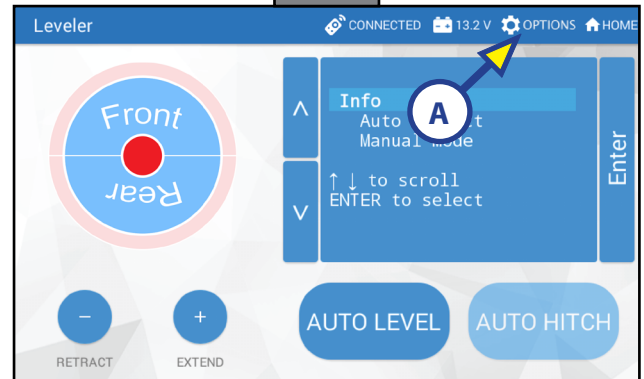 Leveler CONNECTED 13.2 V OPTIONS HOME
Front
Rear
Info
Auto
Manual Mode
↑ ↓ to scroll
ENTER to select
Enter
A
RETRACT
EXTEND
AUTO LEVEL
AUTO HITCH